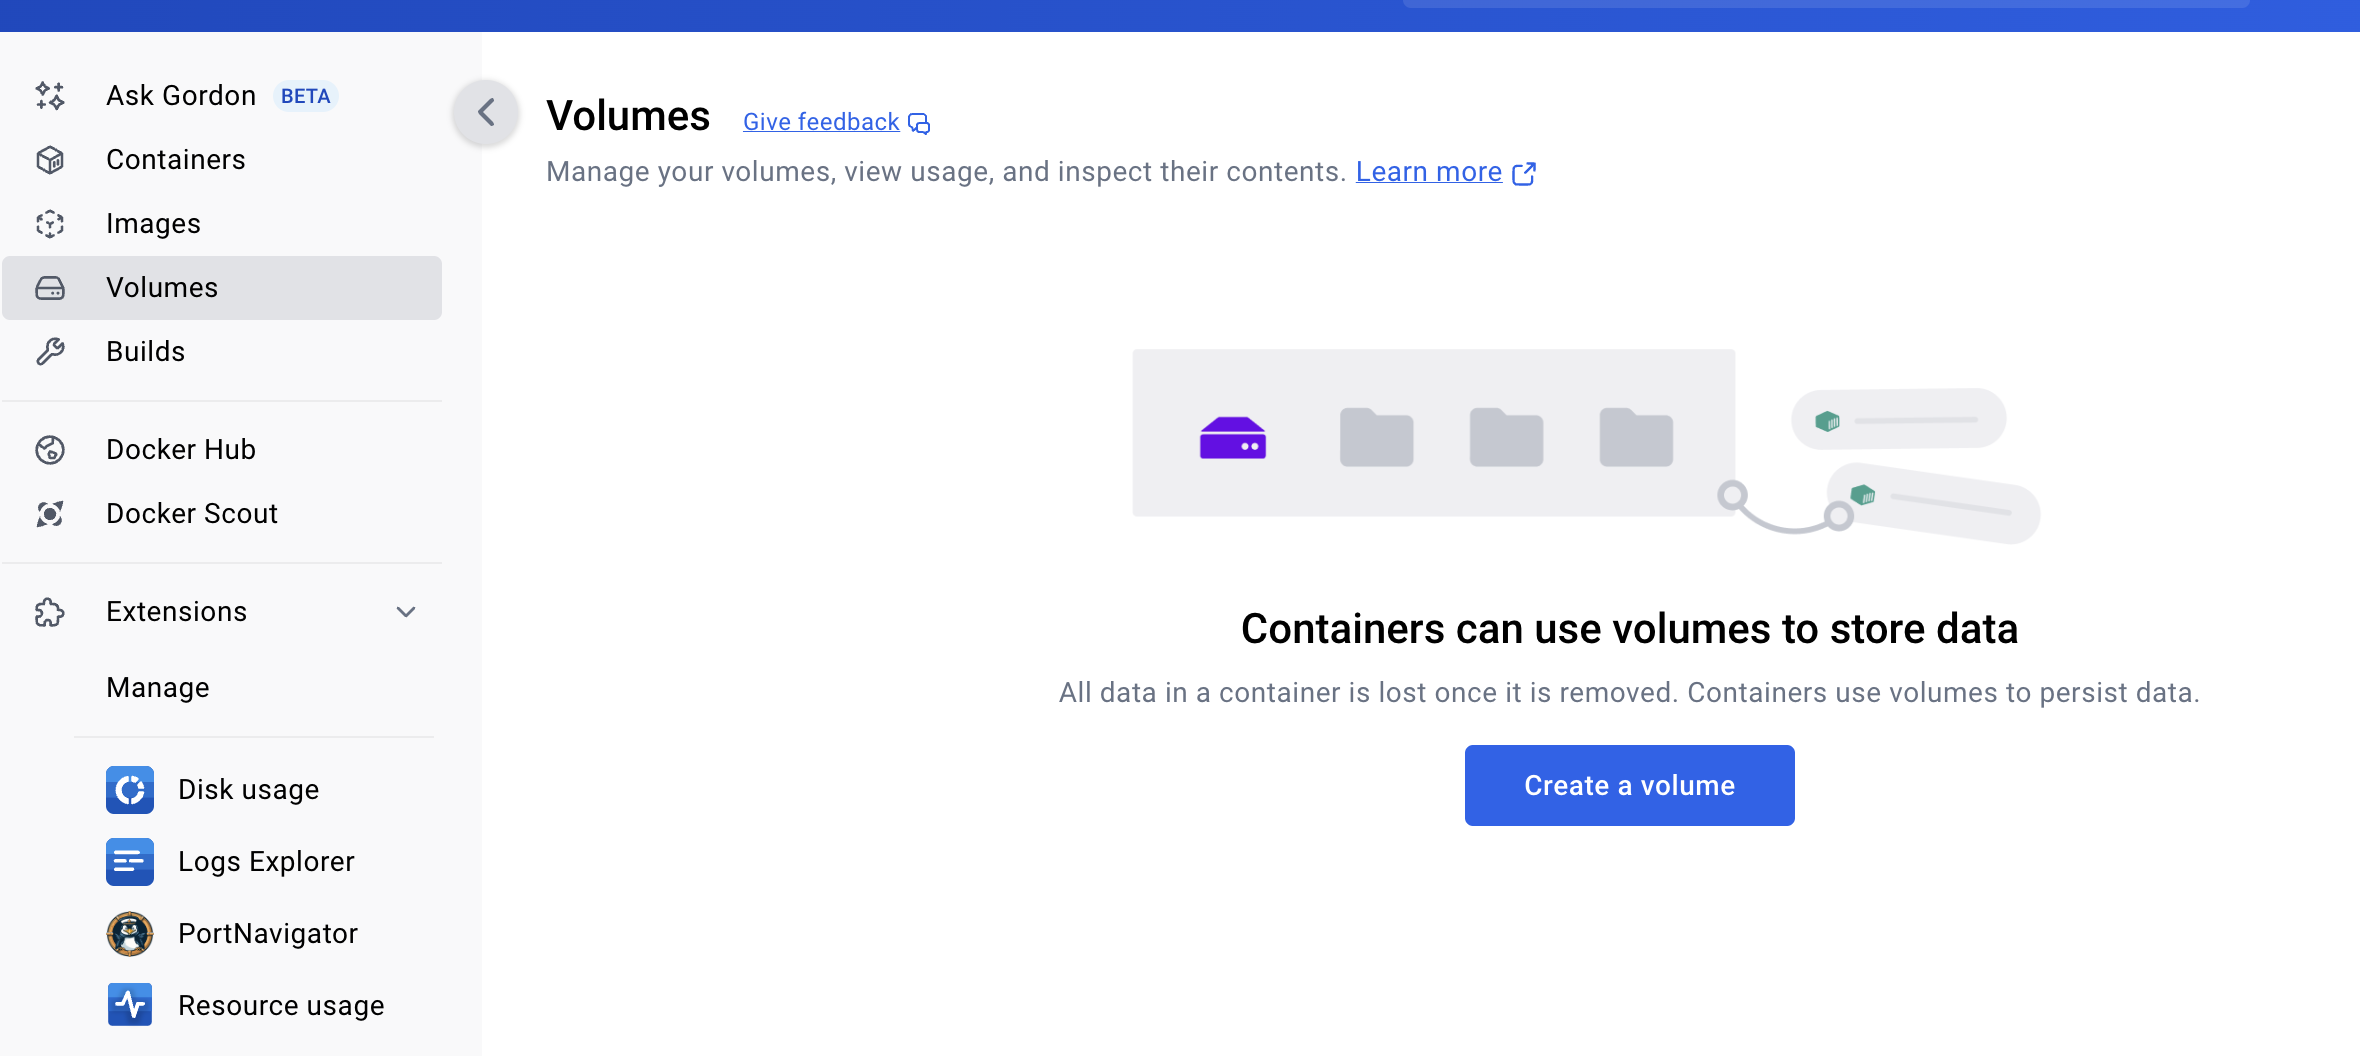 Ask Gordon BETA
Containers
Images
Volumes
Builds
Docker Hub
Docker Scout
Extensions
Manage
Disk usage
Logs Explorer
PortNavigator
Resource usage
Volumes Give feedback
Manage your volumes, view usage, and inspect their contents. Learn more
Containers can use volumes to store data
All data in a container is lost once it is removed. Containers use volumes to persist data.
Create a volume